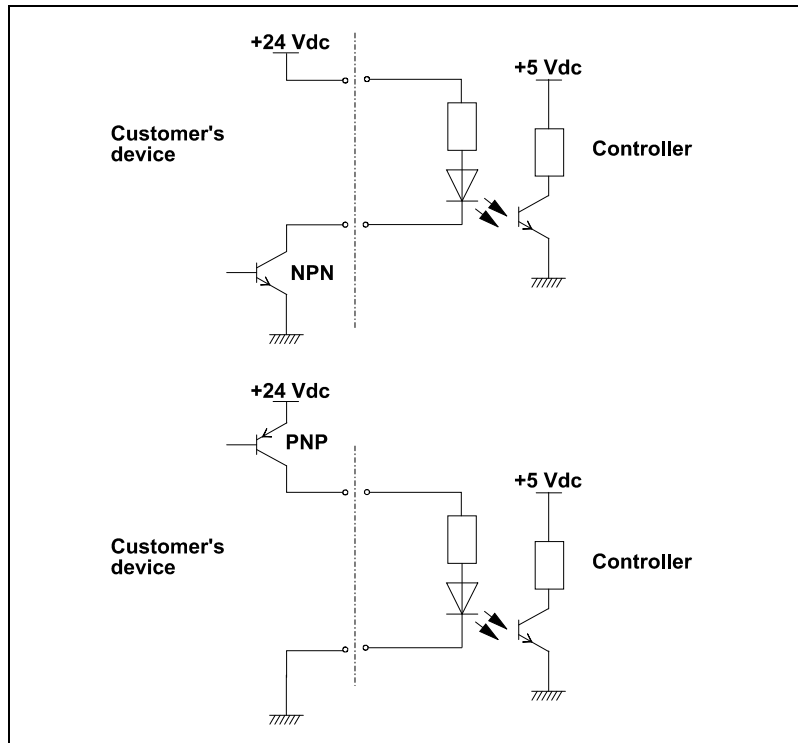 +24 Vdc
+5 Vdc
Customer's
device
Controller
NPN
+24 Vdc
PNP
+5 Vdc
Customer's
device
Controller